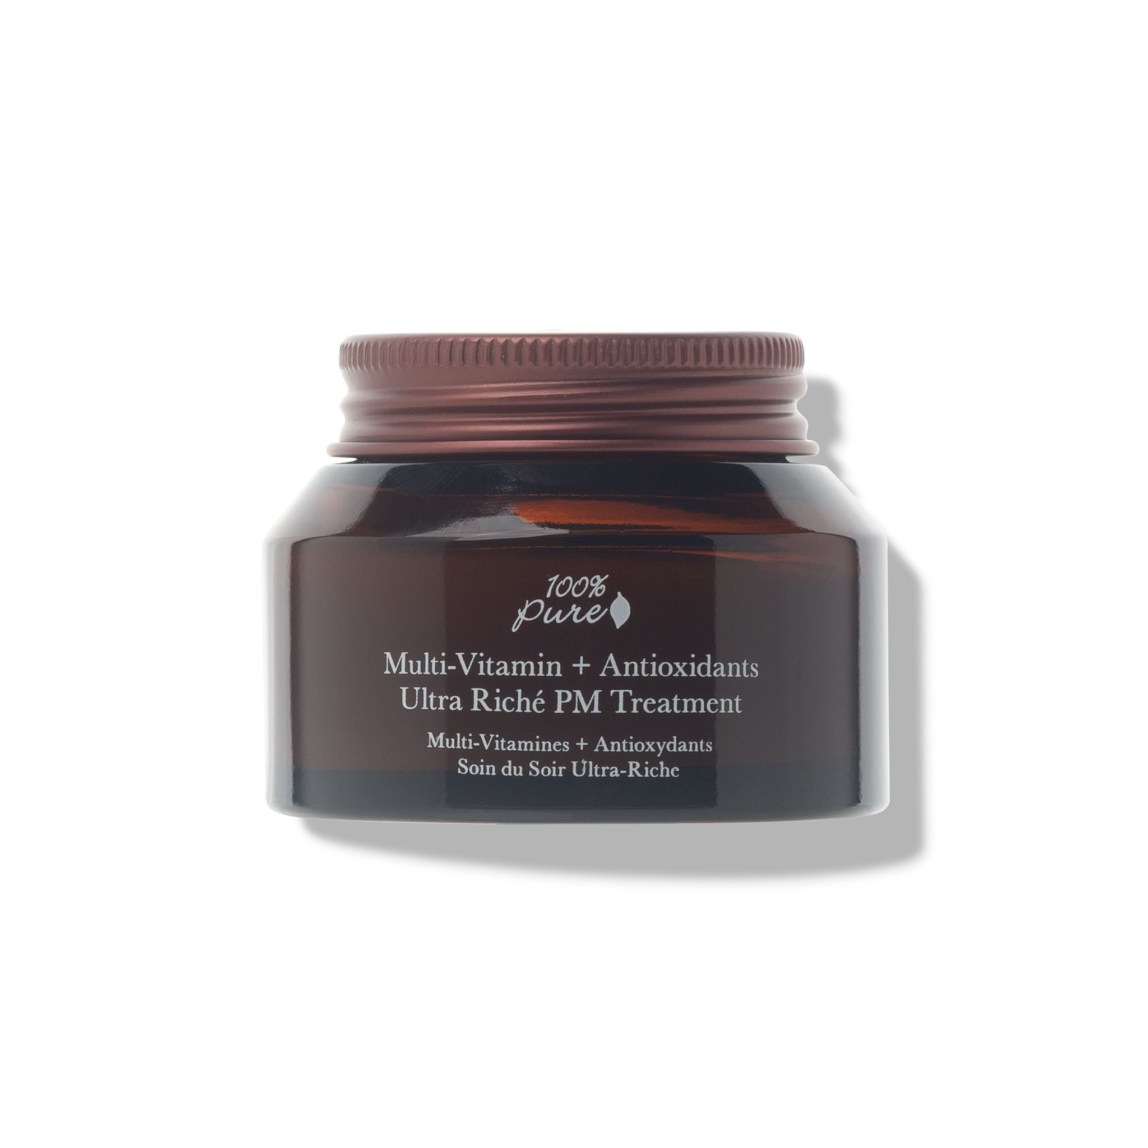 100%
Pure
Multi-Vitamin + Antioxidants
Ultra Riché PM Treatment
Multi-Vitamines + Antioxydants
Soin du Soir Ultra-Riche